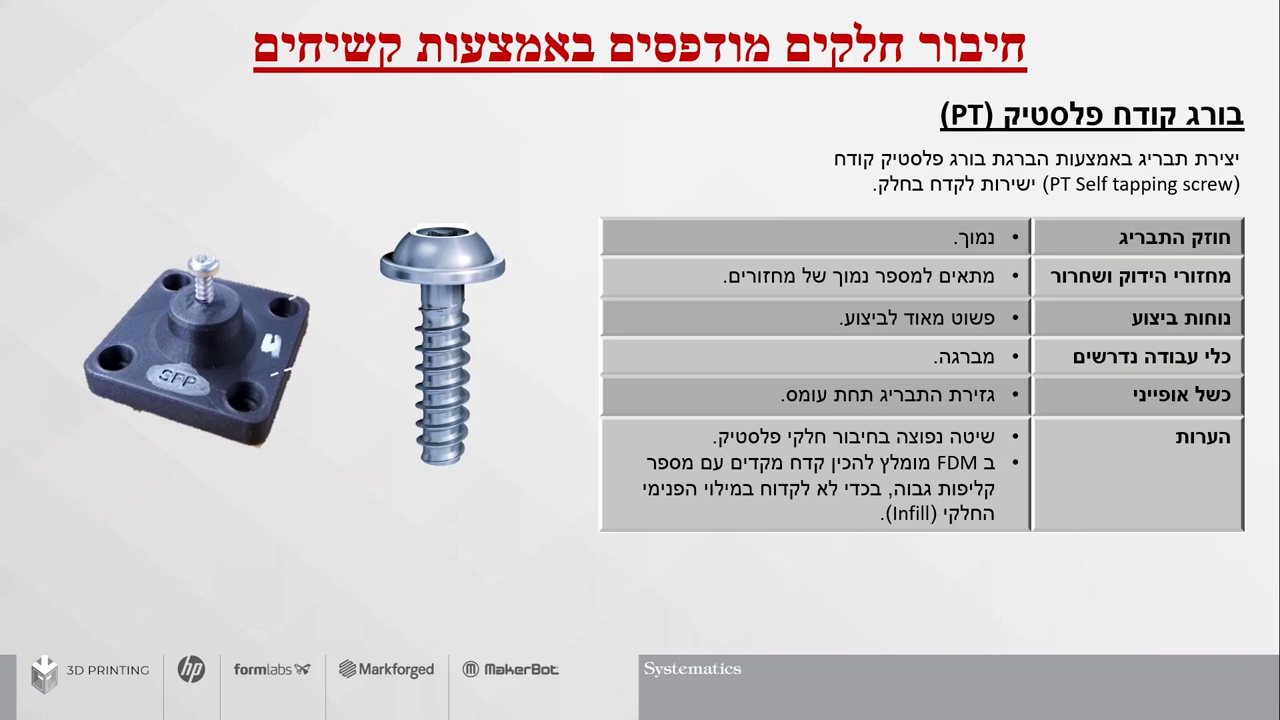 חיבור חלקים מודפסים באמצעות קשיחים
בורג קודח פלסטיק (PT)
יצירת תבריג באמצעות הברגת בורג פלסטיק קודח
(PT Self tapping screw) ישירות לקדח בחלק.
חוזק התבריג • נמוך.
מחזורי הידוק ושחרור • מתאים למספר נמוך של מחזורים.
נוחות ביצוע • פשוט מאוד לביצוע.
כלי עבודה נדרשים • מברגה.
כשל אופייני • גזירת התבריג תחת עומס.
הערות • שיטה נפוצה בחיבור חלקי פלסטיק.
• ב FDM מומלץ להכין קדח מקדים עם מספר
קליפות גבוה, בכדי לא לקדוח במילוי הפנימי
החלקי (Infill).
SFP
3D PRINTING
hp
formlabs
Markforged
MakerBot
Systematics